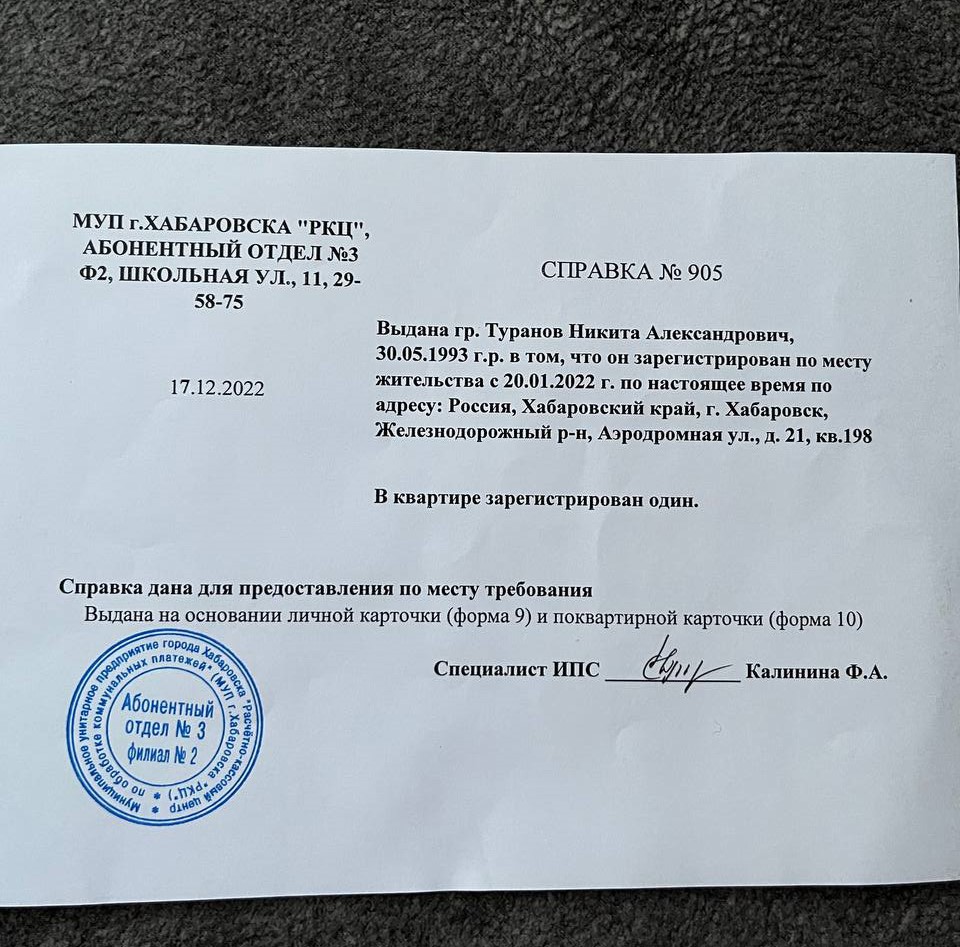 МУП г.ХАБАРОВСКА "РКЦ",
АБОНЕНТНЫЙ ОТДЕЛ №3
Ф2, ШКОЛЬНАЯ УЛ., 11, 29-
58-75
17.12.2022
СПРАВКА № 905
Выдана гр. Туранов Никита Александрович,
30.05.1993 г.р. в том, что он зарегистрирован по месту
жительства с 20.01.2022 г. по настоящее время по
адресу: Россия, Хабаровский край, г. Хабаровск,
Железнодорожный р-н, Аэродромная ул., д. 21, кв.198
В квартире зарегистрирован один.
Справка дана для предоставления по месту требования
Выдана на основании личной карточки (форма 9) и поквартирной карточки (форма 10)
Специалист ИПС Калинина Ф.А.
Муниципальное унитарное предприятие города Хабаровска "Расчётно-кассовый центр
по обработке коммунальных платежей" (МУП г.Хабаровска "РКЦ")
Абонентный
отдел № 3
филиал № 2